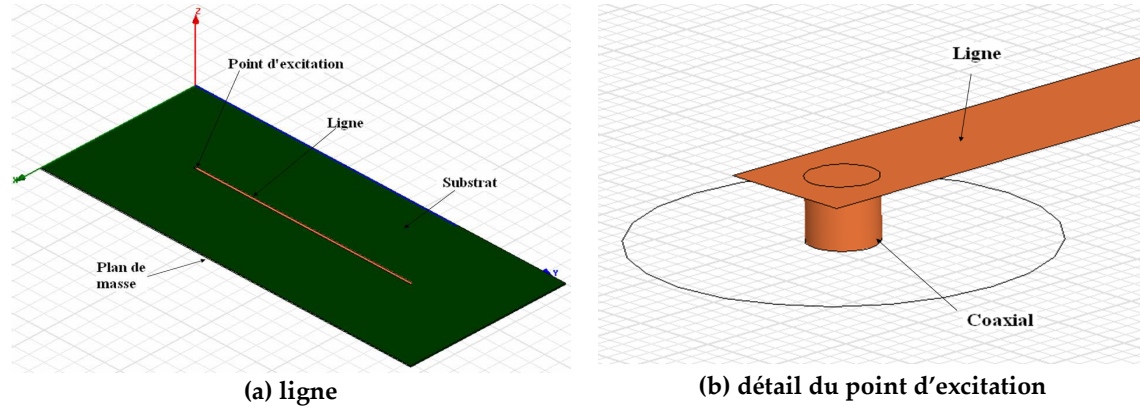 Z
Point d'excitation
Ligne
Substrat
X
Plan de
masse
Y
(a) ligne
Ligne
Coaxial
(b) détail du point d’excitation